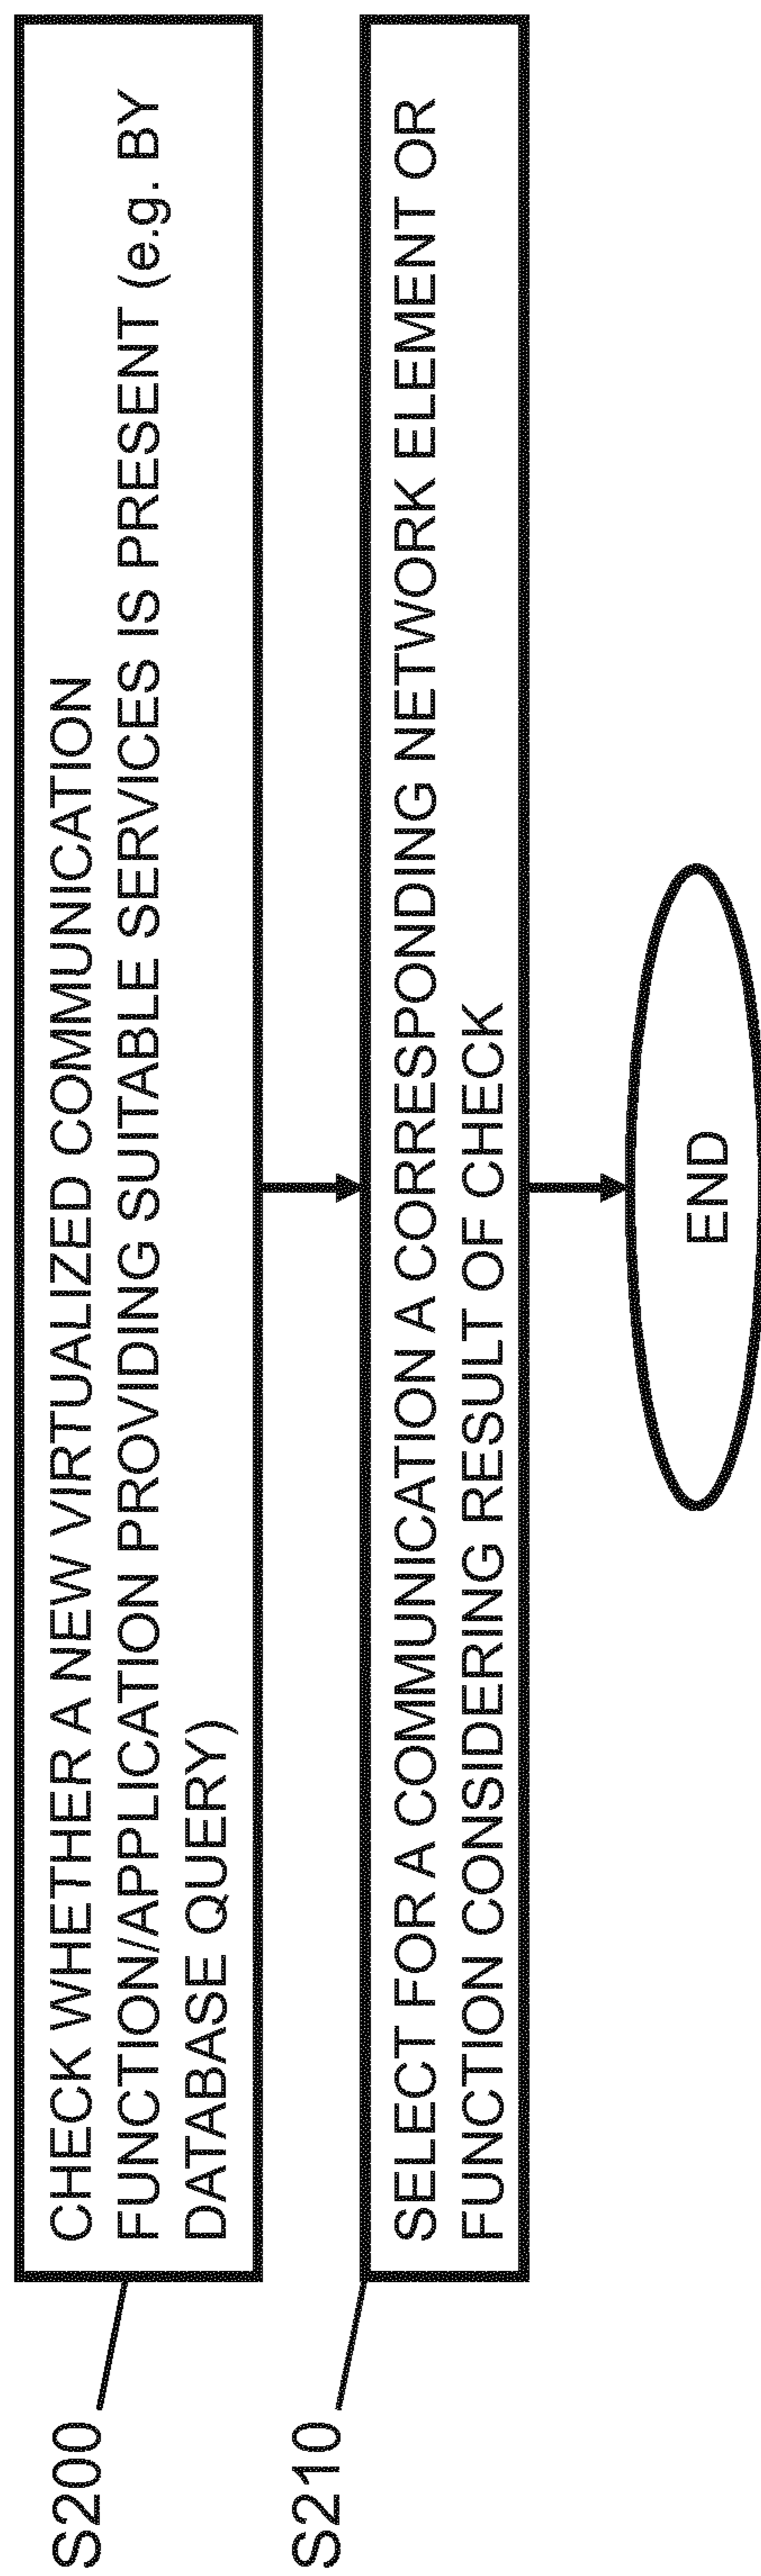 S200
CHECK WHETHER A NEW VIRTUALIZED COMMUNICATION
FUNCTION/APPLICATION PROVIDING SUITABLE SERVICES IS PRESENT (e.g. BY
DATABASE QUERY)
S210
SELECT FOR A COMMUNICATION A CORRESPONDING NETWORK ELEMENT OR
FUNCTION CONSIDERING RESULT OF CHECK
END